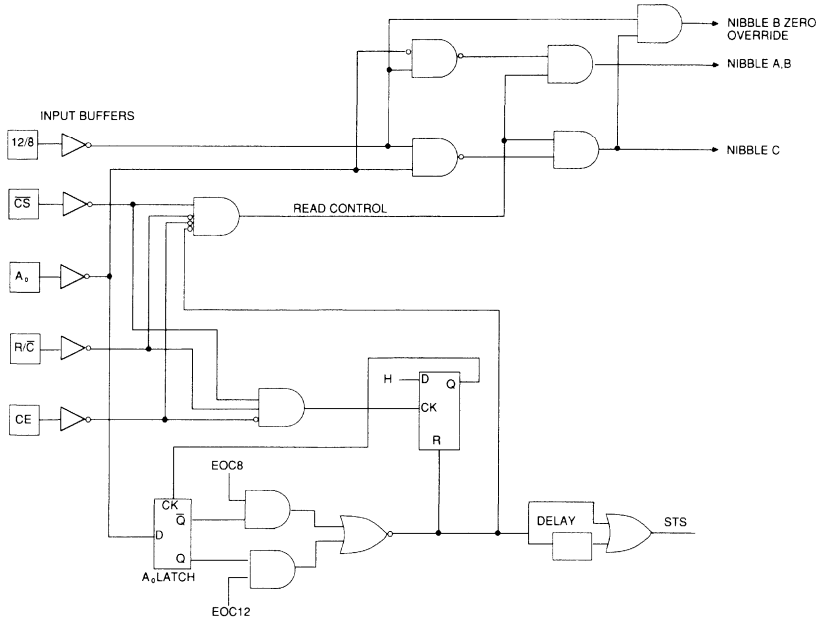 NIBBLE B ZERO
OVERRIDE
NIBBLE A,B
INPUT BUFFERS
12/8
NIBBLE C
C̅S̅
READ CONTROL
A₀
R/C̅
H
D
Q
CK
CE
R
EOC8
CK
Q̅
D
Q
DELAY
STS
A₀LATCH
EOC12